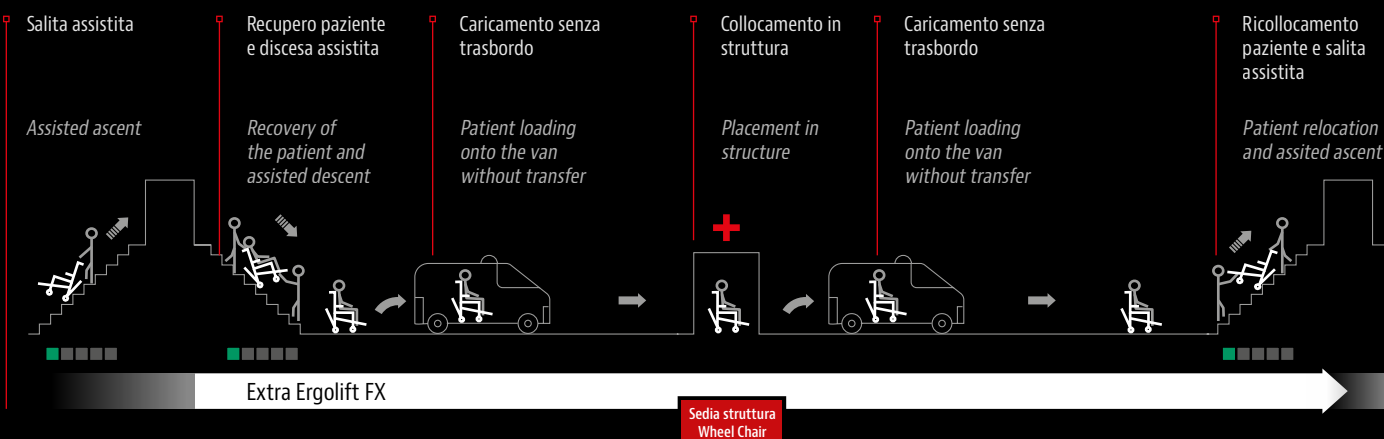 Salita assistita
Assisted ascent
Recupero paziente
e discesa assistita
Recovery of
the patient and
assisted descent
Caricamento senza
trasbordo
Patient loading
onto the van
without transfer
Collocamento in
struttura
Placement in
structure
Caricamento senza
trasbordo
Patient loading
onto the van
without transfer
Ricollocamento
paziente e salita
assistita
Patient relocation
and assited ascent
Extra Ergolift FX
Sedia struttura
Wheel Chair